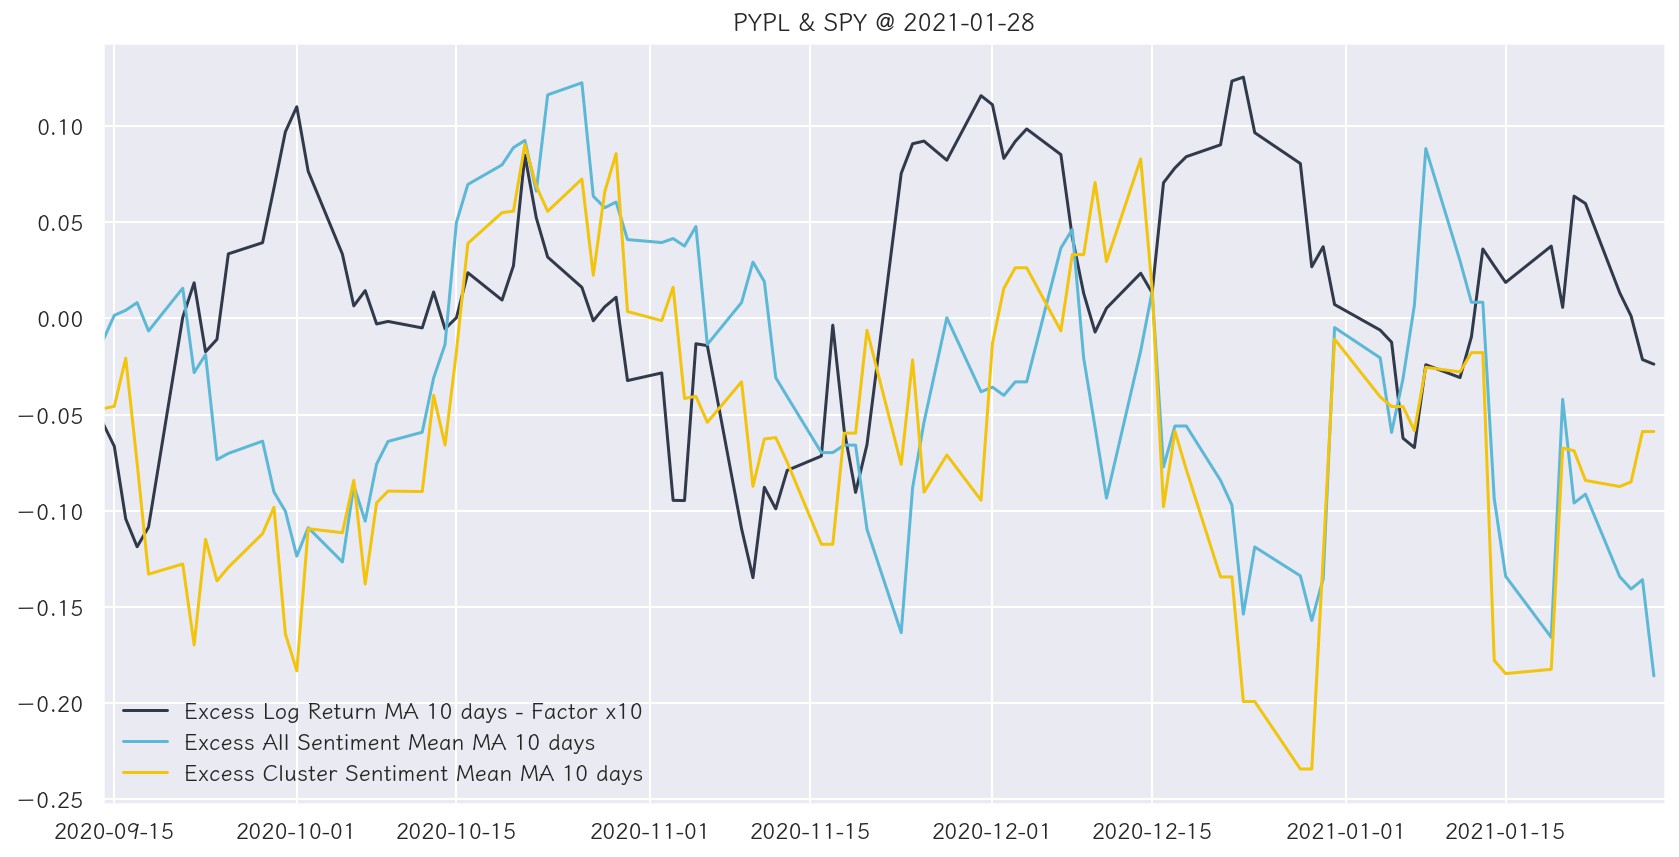 PYPL & SPY @ 2021-01-28
0.10
0.05
0.00
−0.05
−0.10
−0.15
−0.20
−0.25
Excess Log Return MA 10 days - Factor x10
Excess All Sentiment Mean MA 10 days
Excess Cluster Sentiment Mean MA 10 days
2020-09-15 2020-10-01 2020-10-15 2020-11-01 2020-11-15 2020-12-01 2020-12-15 2021-01-01 2021-01-15